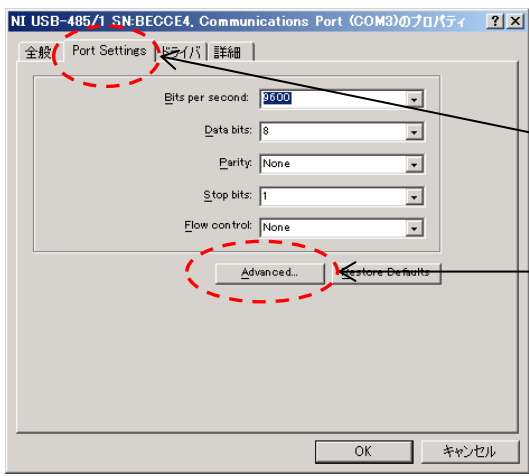 NI USB-485/1 SN:BECCE4, Communications Port (COM3)のプロパティ
全般 Port Settings ドライバ 詳細
Bits per second: 9600
Data bits: 8
Parity: None
Stop bits: 1
Flow control: None
Advanced... Restore Defaults
OK キャンセル